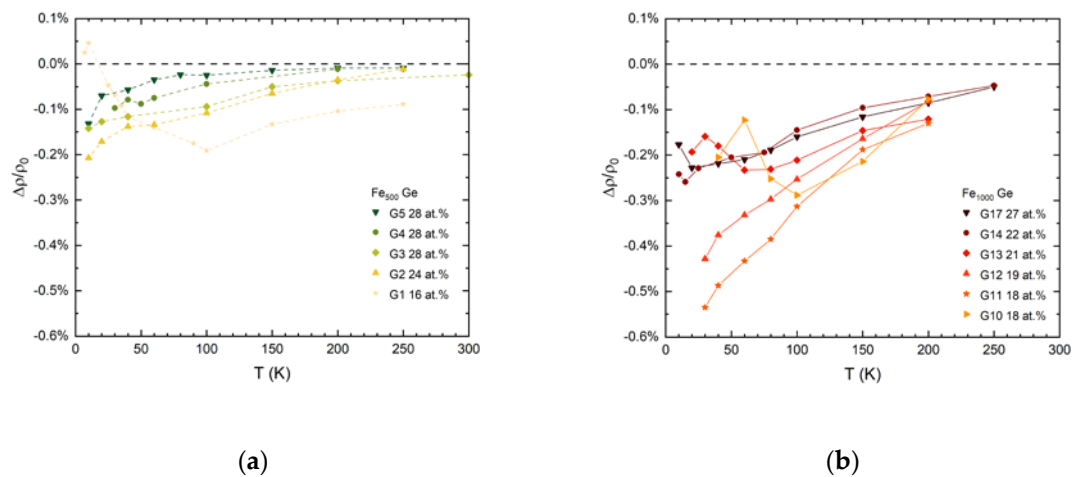 0.1%
0.0%
-0.1%
-0.2%
-0.3%
-0.4%
-0.5%
-0.6%
Δρ/ρ0
0 50 100 150 200 250 300
T (K)
Fe500 Ge
G5 28 at.%
G4 28 at.%
G3 28 at.%
G2 24 at.%
G1 16 at.%
(a)
0.1%
0.0%
-0.1%
-0.2%
-0.3%
-0.4%
-0.5%
-0.6%
Δρ/ρ0
0 50 100 150 200 250 300
T (K)
Fe1000 Ge
G17 27 at.%
G14 22 at.%
G13 21 at.%
G12 19 at.%
G11 18 at.%
G10 18 at.%
(b)